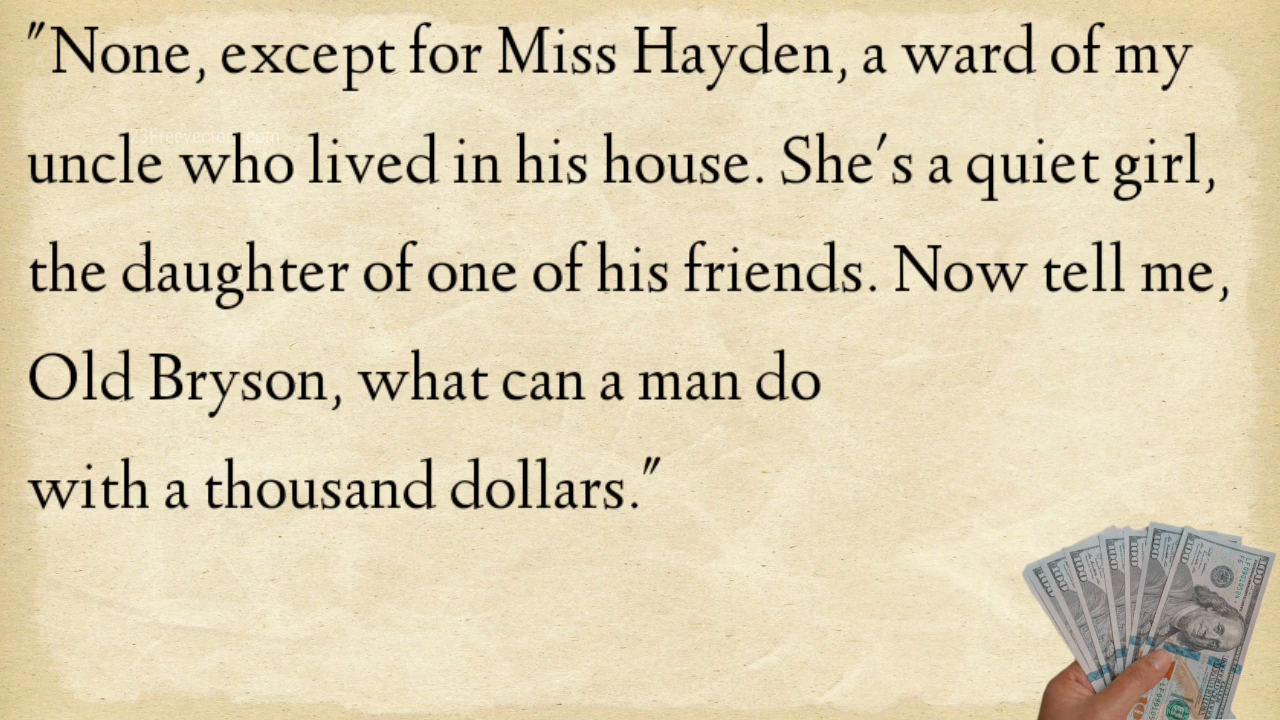 "None, except for Miss Hayden, a ward of my
uncle who lived in his house. She's a quiet girl,
the daughter of one of his friends. Now tell me,
Old Bryson, what can a man do
with a thousand dollars."